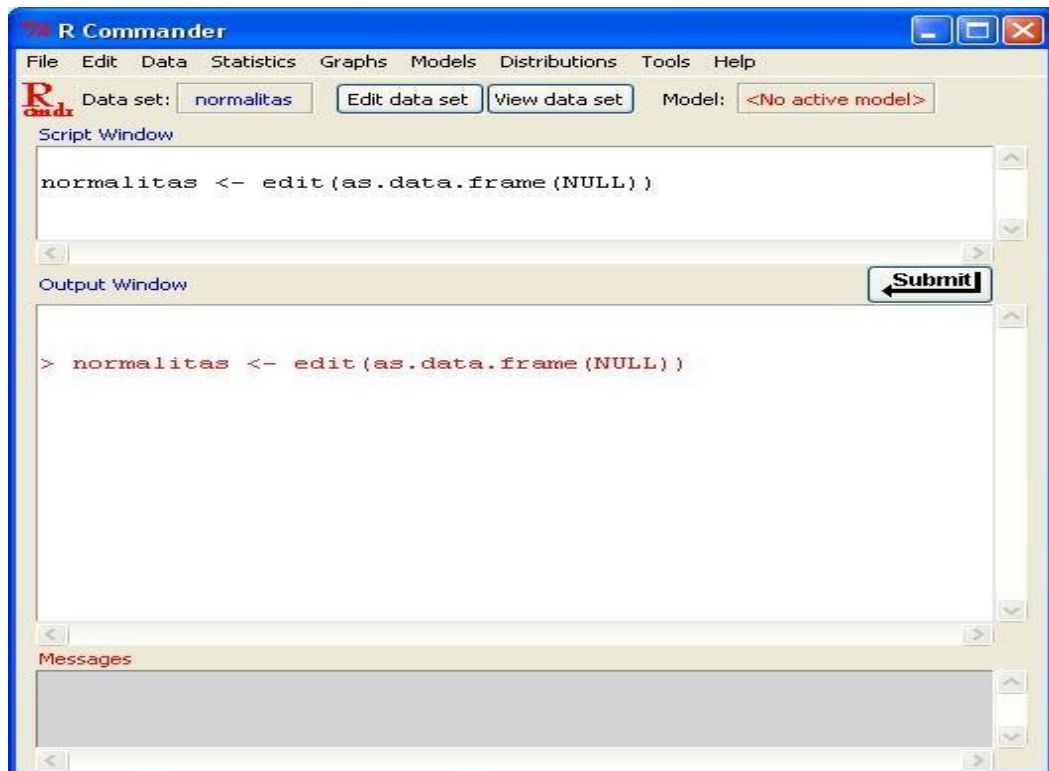 R Commander
File Edit Data Statistics Graphs Models Distributions Tools Help
R Cmdr Data set: normalitas Edit data set View data set Model: <No active model>
Script Window
normalitas <- edit(as.data.frame(NULL))
Output Window Submit
> normalitas <- edit(as.data.frame(NULL))
Messages